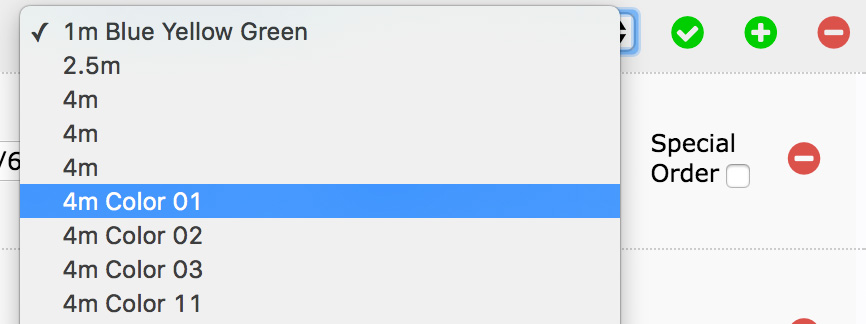 ✓ 1m Blue Yellow Green
2.5m
4m
4m
4m
4m Color 01
4m Color 02
4m Color 03
4m Color 11
/6
Special
Order